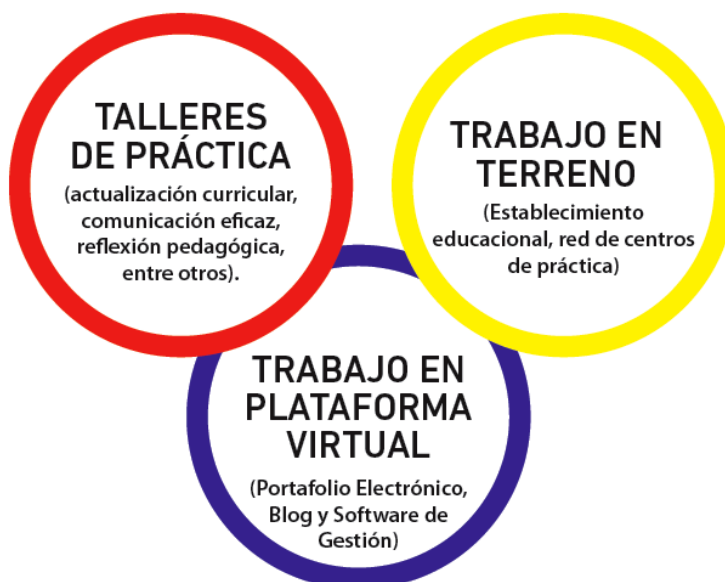 TALLERES
DE PRÁCTICA
(actualización curricular,
comunicación eficaz,
reflexión pedagógica,
entre otros).
TRABAJO EN
TERRENO
(Establecimiento
educacional, red de centros
de práctica)
TRABAJO EN
PLATAFORMA
VIRTUAL
(Portafolio Electrónico,
Blog y Software de
Gestión)